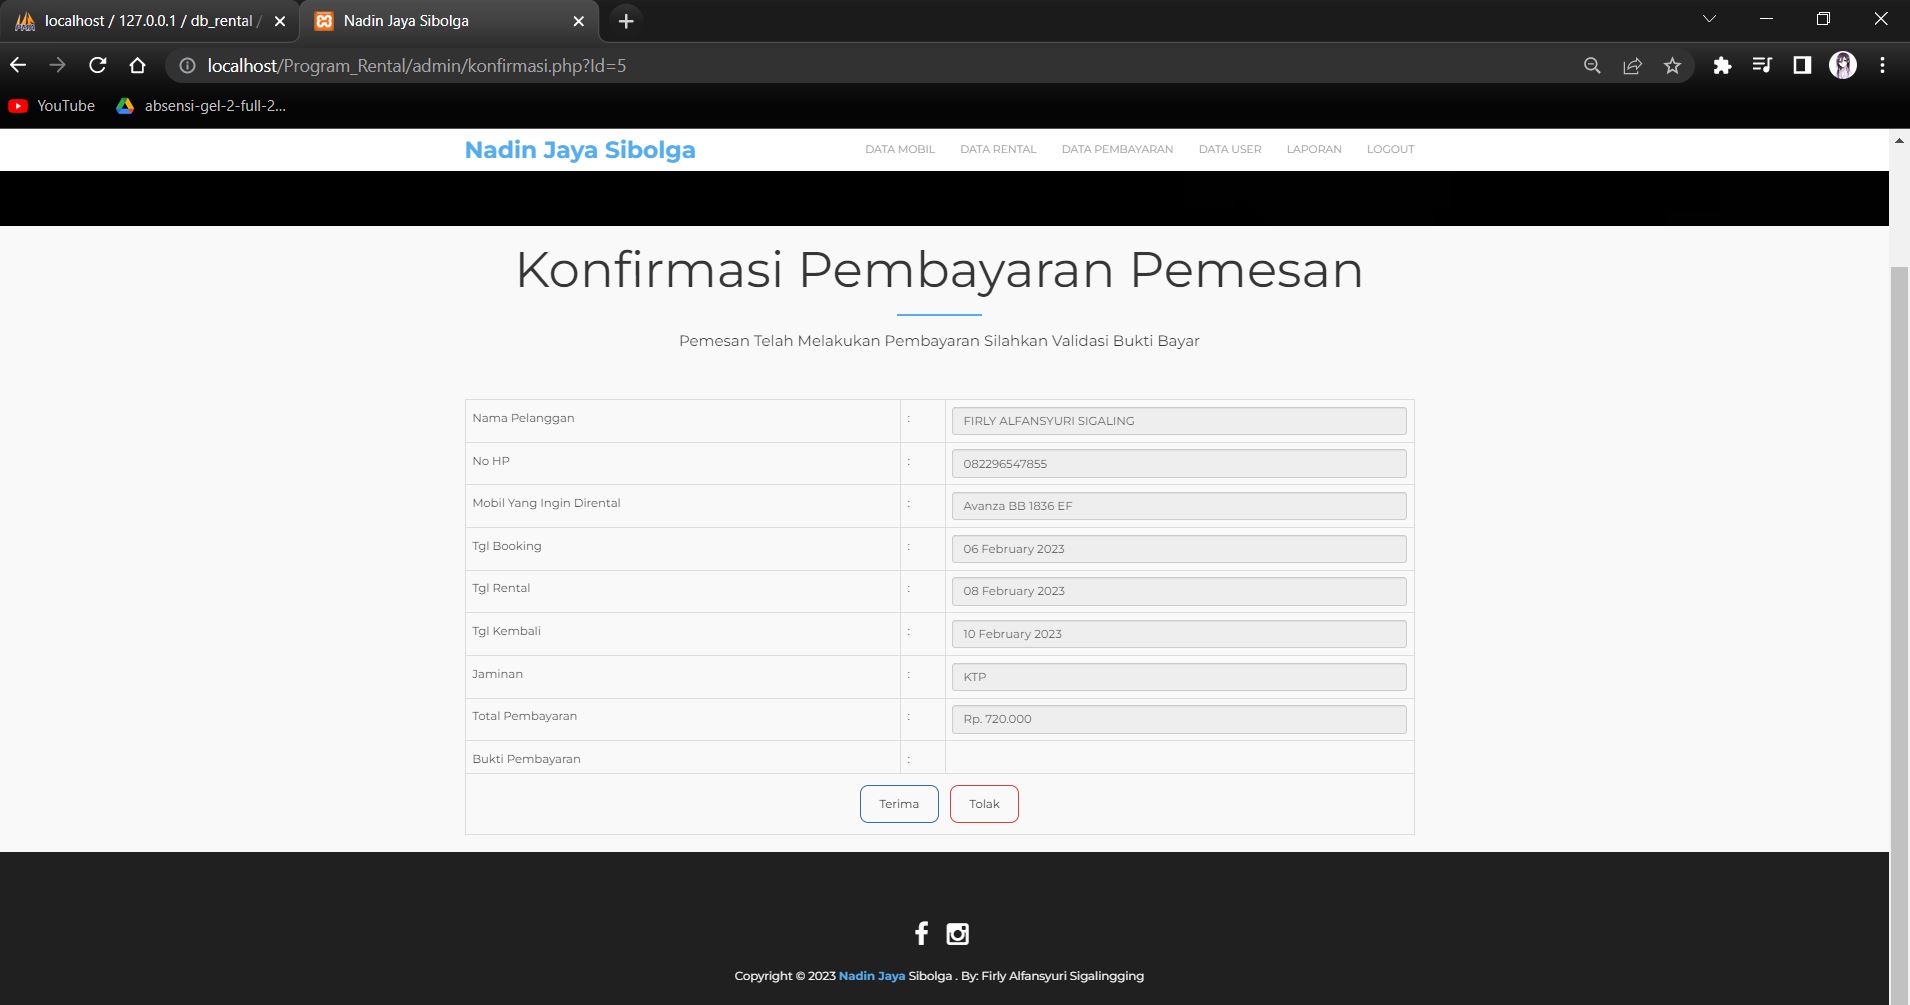 localhost / 127.0.0.1 / db_rental /
Nadin Jaya Sibolga
localhost/Program_Rental/admin/konfirmasi.php?Id=5
YouTube
absensi-gel-2-full-2...
Nadin Jaya Sibolga
DATA MOBIL DATA RENTAL DATA PEMBAYARAN DATA USER LAPORAN LOGOUT
Konfirmasi Pembayaran Pemesan
Pemesan Telah Melakukan Pembayaran Silahkan Validasi Bukti Bayar
Nama Pelanggan : FIRLY ALFANSYURI SIGALING
No HP : 082296547855
Mobil Yang Ingin Dirental : Avanza BB 1836 EF
Tgl Booking : 06 February 2023
Tgl Rental : 08 February 2023
Tgl Kembali : 10 February 2023
Jaminan : KTP
Total Pembayaran : Rp. 720.000
Bukti Pembayaran :
Terima Tolak
Copyright © 2023 Nadin Jaya Sibolga . By: Firly Alfansyuri Sigalingging